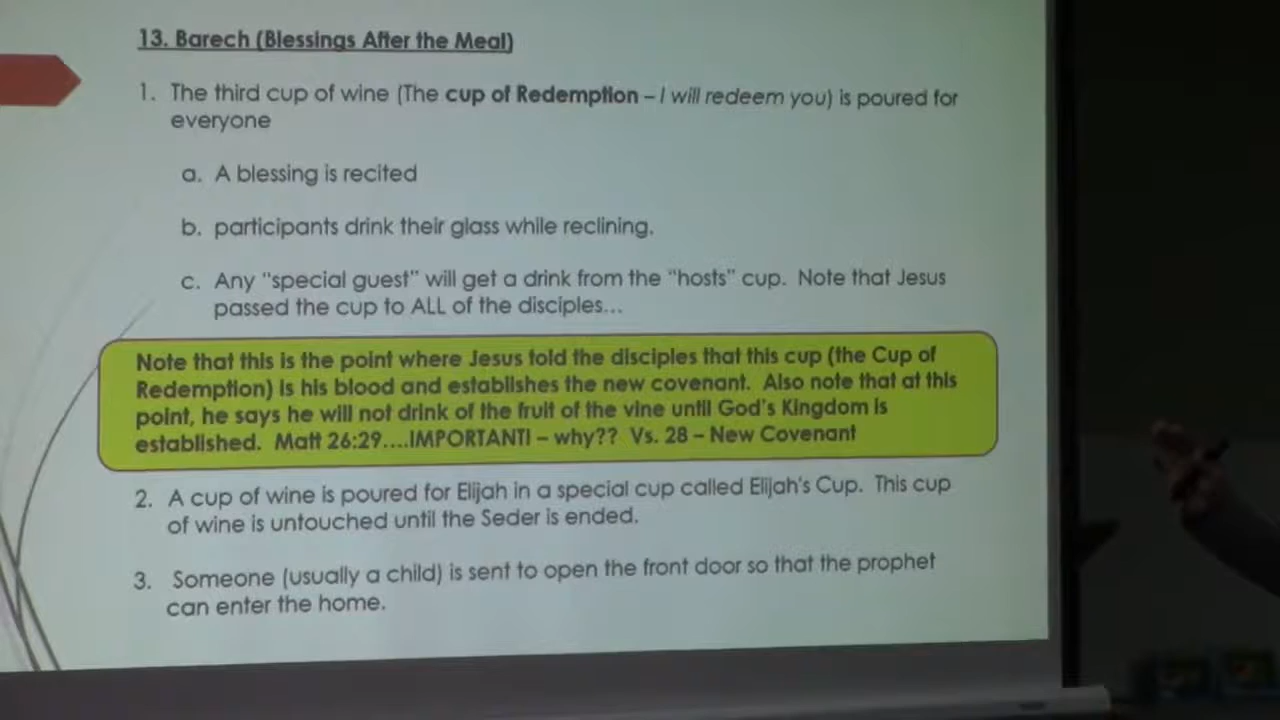 13. Barech (Blessings After the Meal)
1. The third cup of wine (The cup of Redemption – I will redeem you) is poured for
everyone
a. A blessing is recited
b. participants drink their glass while reclining.
c. Any "special guest" will get a drink from the "hosts" cup. Note that Jesus
passed the cup to ALL of the disciples...
Note that this is the point where Jesus told the disciples that this cup (the Cup of
Redemption) is his blood and establishes the new covenant. Also note that at this
point, he says he will not drink of the fruit of the vine until God's Kingdom is
established. Matt 26:29....IMPORTANT! – why?? Vs. 28 – New Covenant
2. A cup of wine is poured for Elijah in a special cup called Elijah's Cup. This cup
of wine is untouched until the Seder is ended.
3. Someone (usually a child) is sent to open the front door so that the prophet
can enter the home.